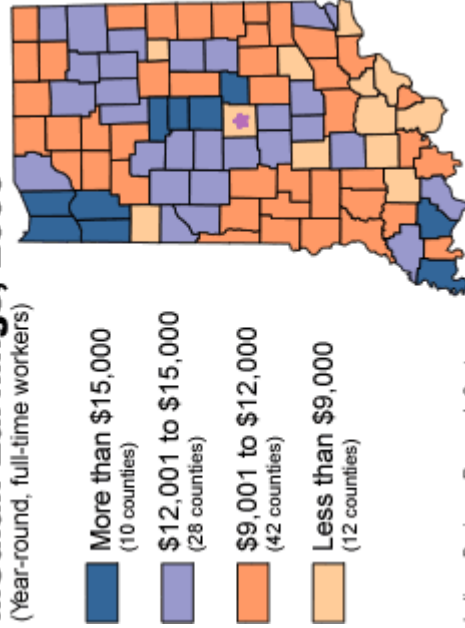 (Year-round, full-time workers)
More than $15,000
(10 counties)
$12,001 to $15,000
(28 counties)
$9,001 to $12,000
(42 counties)
Less than $9,000
(12 counties)